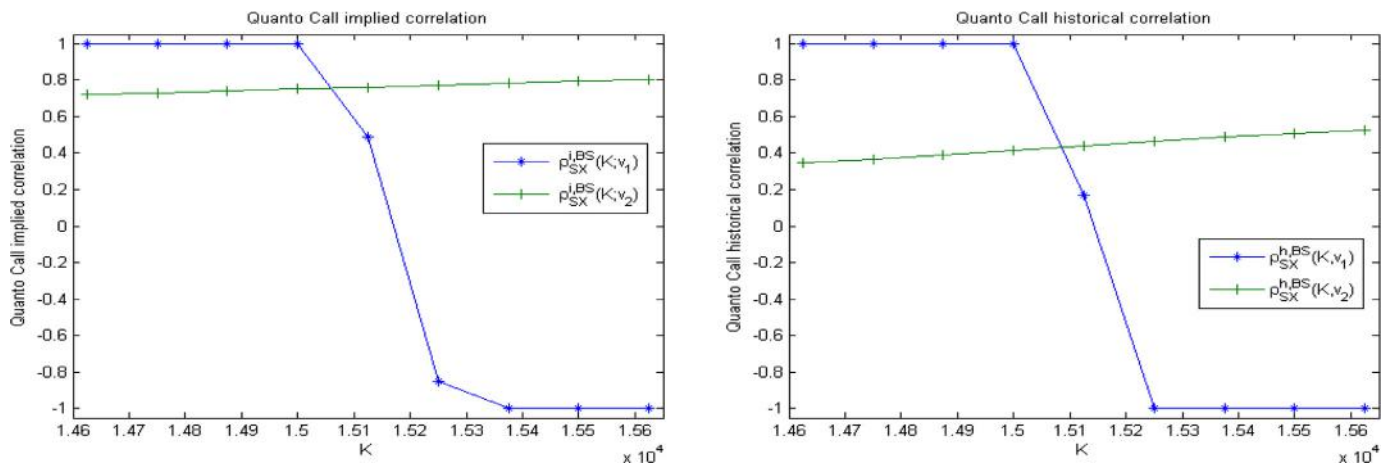 Quanto Call implied correlation
Quanto Call implied correlation
1
0.8
0.6
0.4
0.2
0
-0.2
-0.4
-0.6
-0.8
-1
ρ_SX^{i,BS}(K;v_1)
ρ_SX^{i,BS}(K;v_2)
1.46 1.47 1.48 1.49 1.5 1.51 1.52 1.53 1.54 1.55 1.56
K
x 10^4
Quanto Call historical correlation
Quanto Call historical correlation
1
0.8
0.6
0.4
0.2
0
-0.2
-0.4
-0.6
-0.8
-1
ρ_SX^{h,BS}(K,v_1)
ρ_SX^{h,BS}(K,v_2)
1.46 1.47 1.48 1.49 1.5 1.51 1.52 1.53 1.54 1.55 1.56
K
x 10^4